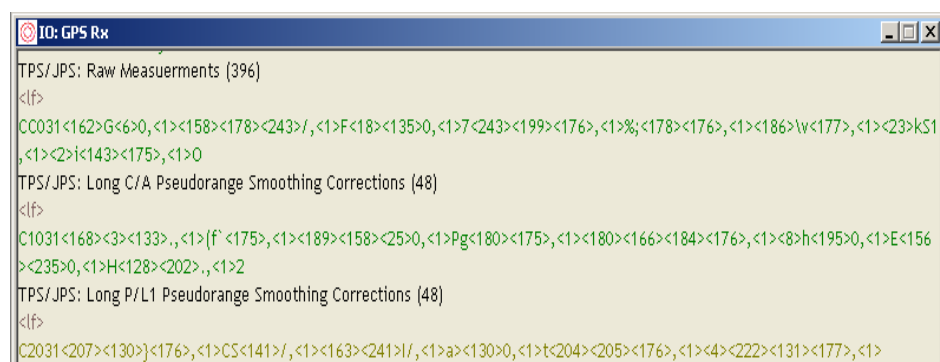 IO: GPS Rx
TPS/JPS: Raw Measuerments (396)
<lf>
CC031<162>G<6>0,<1><158><178><243>/,<1>F<18><135>0,<1>7<243><199><176>,<1>%;<178><176>,<1><186>\v<177>,<1><23>kS1
,<1><2>i<143><175>,<1>O
TPS/JPS: Long C/A Pseudorange Smoothing Corrections (48)
<lf>
C1031<168><3><133>.,<1>(f`<175>,<1><189><158><25>0,<1>Pg<180><175>,<1><180><166><184><176>,<1><8>h<195>0,<1>E<156
><235>0,<1>H<128><202>.,<1>2
TPS/JPS: Long P/L1 Pseudorange Smoothing Corrections (48)
<lf>
C2031<207><130>}<176>,<1>CS<141>/,<1><163><241>I/,<1>a><130>0,<1>t<204><205><176>,<1><4><222><131><177>,<1>